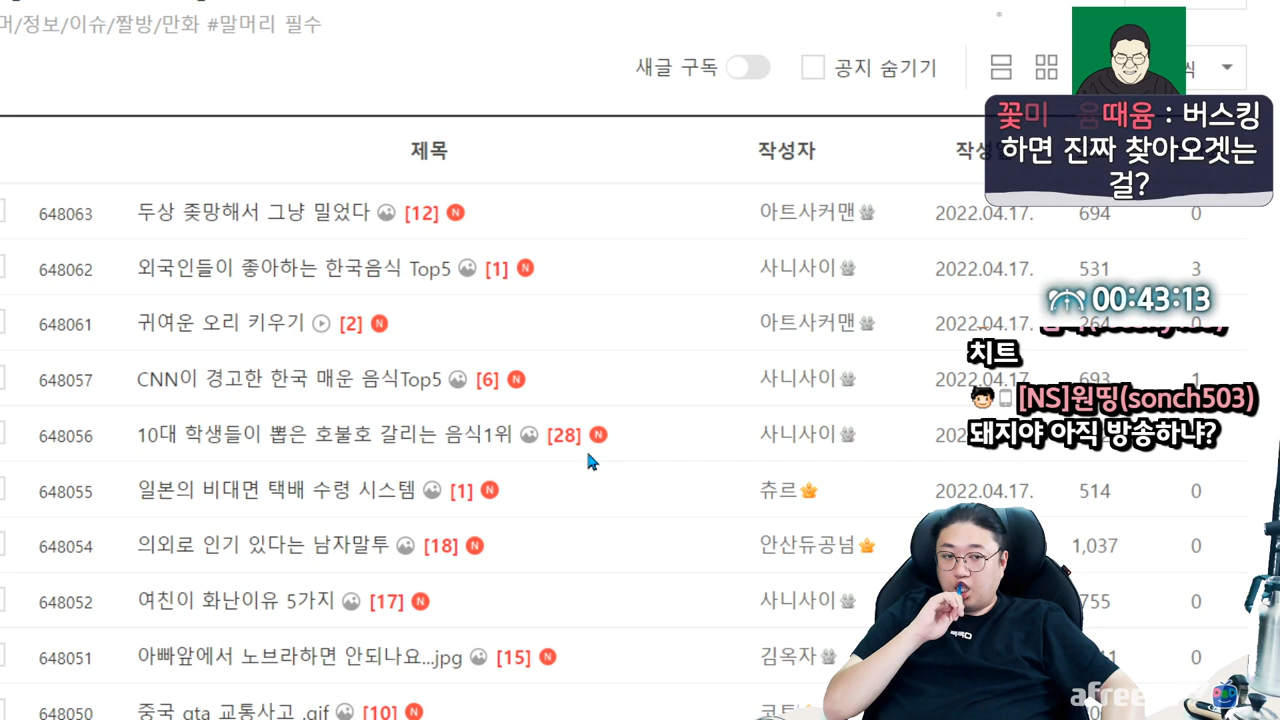 머/정보/이슈/짤방/만화 #말머리 필수
새글 구독 공지 숨기기
꽃미 움때움 : 버스킹
하면 진짜 찾아오겟는
걸?
제목 작성자
648063 두상 좆망해서 그냥 밀었다 [12] N 아트사커맨 2022.04.17. 694 0
648062 외국인들이 좋아하는 한국음식 Top5 [1] N 사니사이 2022.04.17. 531 3
00:43:13
648061 귀여운 오리 키우기 [2] N 아트사커맨 2022.04.17. 264 0
치트
648057 CNN이 경고한 한국 매운 음식Top5 [6] N 사니사이 2022.04.17. 693 1
[NS]원띵(sonch503)
돼지야 아직 방송하냐?
648056 10대 학생들이 뽑은 호불호 갈리는 음식1위 [28] N 사니사이
648055 일본의 비대면 택배 수령 시스템 [1] N 츄르 2022.04.17. 514 0
648054 의외로 인기 있다는 남자말투 [18] N 안산듀공넘 1,037 0
648052 여친이 화난이유 5가지 [17] N 사니사이 755 0
648051 아빠앞에서 노브라하면 안되나요...jpg [15] N 김옥자 0
648050 중국 gta 교통사고 .gif [10] N